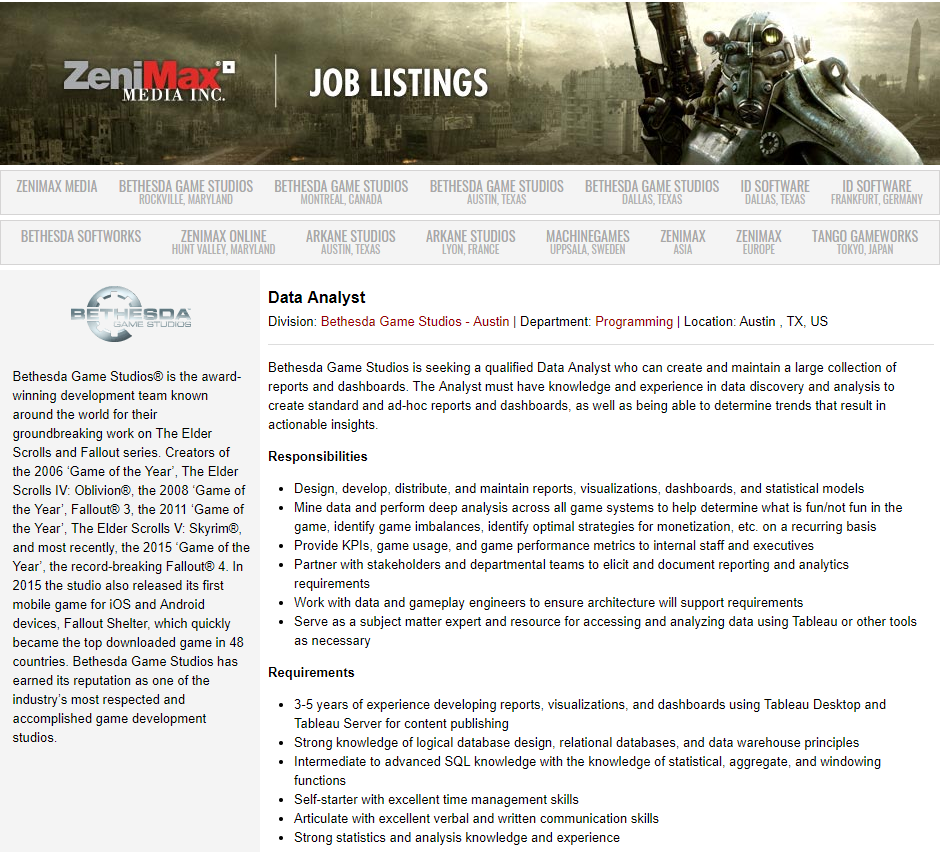 ZeniMax®
MEDIA INC.
JOB LISTINGS
ZENIMAX MEDIA
BETHESDA GAME STUDIOS
ROCKVILLE, MARYLAND
BETHESDA GAME STUDIOS
MONTREAL, CANADA
BETHESDA GAME STUDIOS
AUSTIN, TEXAS
BETHESDA GAME STUDIOS
DALLAS, TEXAS
ID SOFTWARE
DALLAS, TEXAS
ID SOFTWARE
FRANKFURT, GERMANY
BETHESDA SOFTWORKS
ZENIMAX ONLINE
HUNT VALLEY, MARYLAND
ARKANE STUDIOS
AUSTIN, TEXAS
ARKANE STUDIOS
LYON, FRANCE
MACHINEGAMES
UPPSALA, SWEDEN
ZENIMAX
ASIA
ZENIMAX
EUROPE
TANGO GAMEWORKS
TOKYO, JAPAN
BETHESDA
GAME STUDIOS
Bethesda Game Studios® is the award-
winning development team known
around the world for their
groundbreaking work on The Elder
Scrolls and Fallout series. Creators of
the 2006 ‘Game of the Year’, The Elder
Scrolls IV: Oblivion®, the 2008 ‘Game of
the Year’, Fallout® 3, the 2011 ‘Game of
the Year’, The Elder Scrolls V: Skyrim®,
and most recently, the 2015 ‘Game of the
Year’, the record-breaking Fallout® 4. In
2015 the studio also released its first
mobile game for iOS and Android
devices, Fallout Shelter, which quickly
became the top downloaded game in 48
countries. Bethesda Game Studios has
earned its reputation as one of the
industry’s most respected and
accomplished game development
studios.
Data Analyst
Division: Bethesda Game Studios - Austin | Department: Programming | Location: Austin , TX, US
Bethesda Game Studios is seeking a qualified Data Analyst who can create and maintain a large collection of
reports and dashboards. The Analyst must have knowledge and experience in data discovery and analysis to
create standard and ad-hoc reports and dashboards, as well as being able to determine trends that result in
actionable insights.
Responsibilities
• Design, develop, distribute, and maintain reports, visualizations, dashboards, and statistical models
• Mine data and perform deep analysis across all game systems to help determine what is fun/not fun in the
game, identify game imbalances, identify optimal strategies for monetization, etc. on a recurring basis
• Provide KPIs, game usage, and game performance metrics to internal staff and executives
• Partner with stakeholders and departmental teams to elicit and document reporting and analytics
requirements
• Work with data and gameplay engineers to ensure architecture will support requirements
• Serve as a subject matter expert and resource for accessing and analyzing data using Tableau or other tools
as necessary
Requirements
• 3-5 years of experience developing reports, visualizations, and dashboards using Tableau Desktop and
Tableau Server for content publishing
• Strong knowledge of logical database design, relational databases, and data warehouse principles
• Intermediate to advanced SQL knowledge with the knowledge of statistical, aggregate, and windowing
functions
• Self-starter with excellent time management skills
• Articulate with excellent verbal and written communication skills
• Strong statistics and analysis knowledge and experience